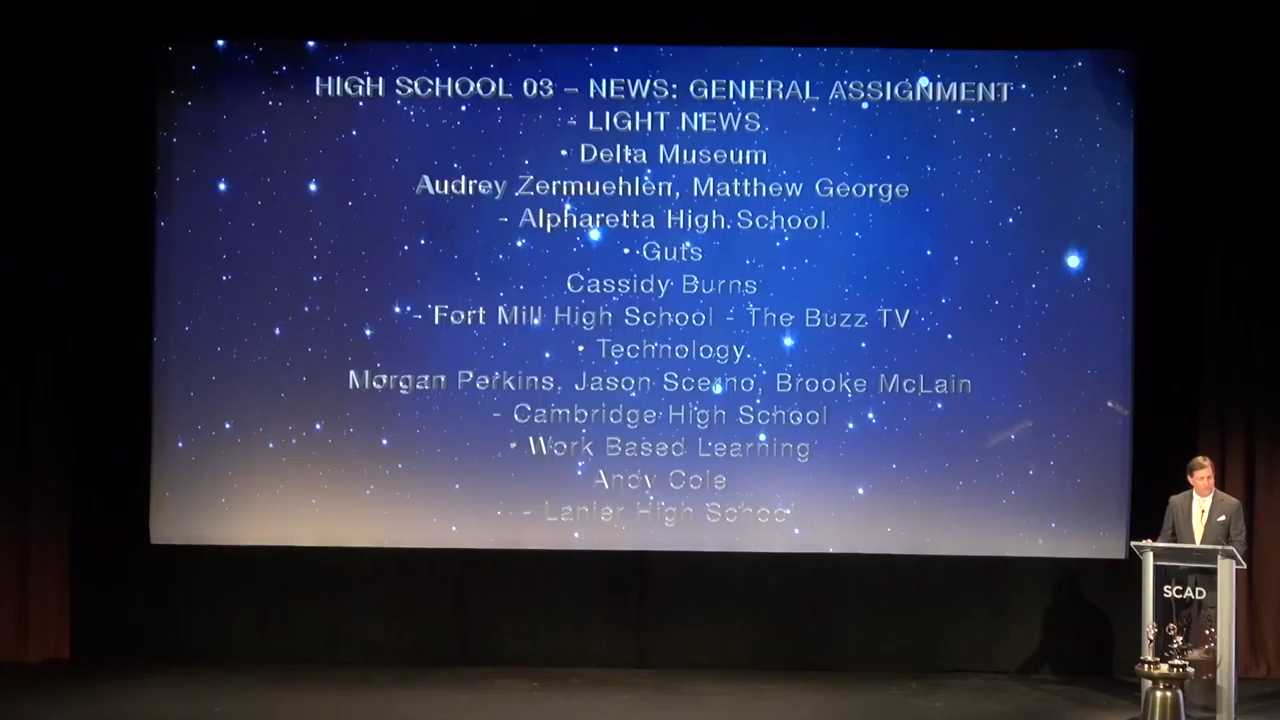 HIGH SCHOOL 03 – NEWS: GENERAL ASSIGNMENT
- LIGHT NEWS
• Delta Museum
Audrey Zermuehlen, Matthew George
- Alpharetta High School
• Guts
Cassidy Burns
- Fort Mill High School - The Buzz TV
• Technology
Morgan Perkins, Jason Scerno, Brooke McLain
- Cambridge High School
• Work Based Learning
Andy Cole
- Lanier High School
SCAD